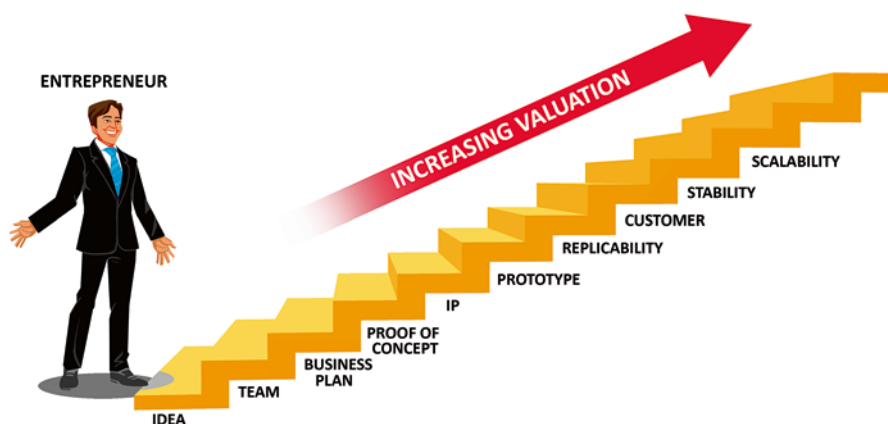 ENTREPRENEUR
INCREASING VALUATION
IDEA
TEAM
BUSINESS
PLAN
PROOF OF
CONCEPT
IP
PROTOTYPE
REPLICABILITY
CUSTOMER
STABILITY
SCALABILITY